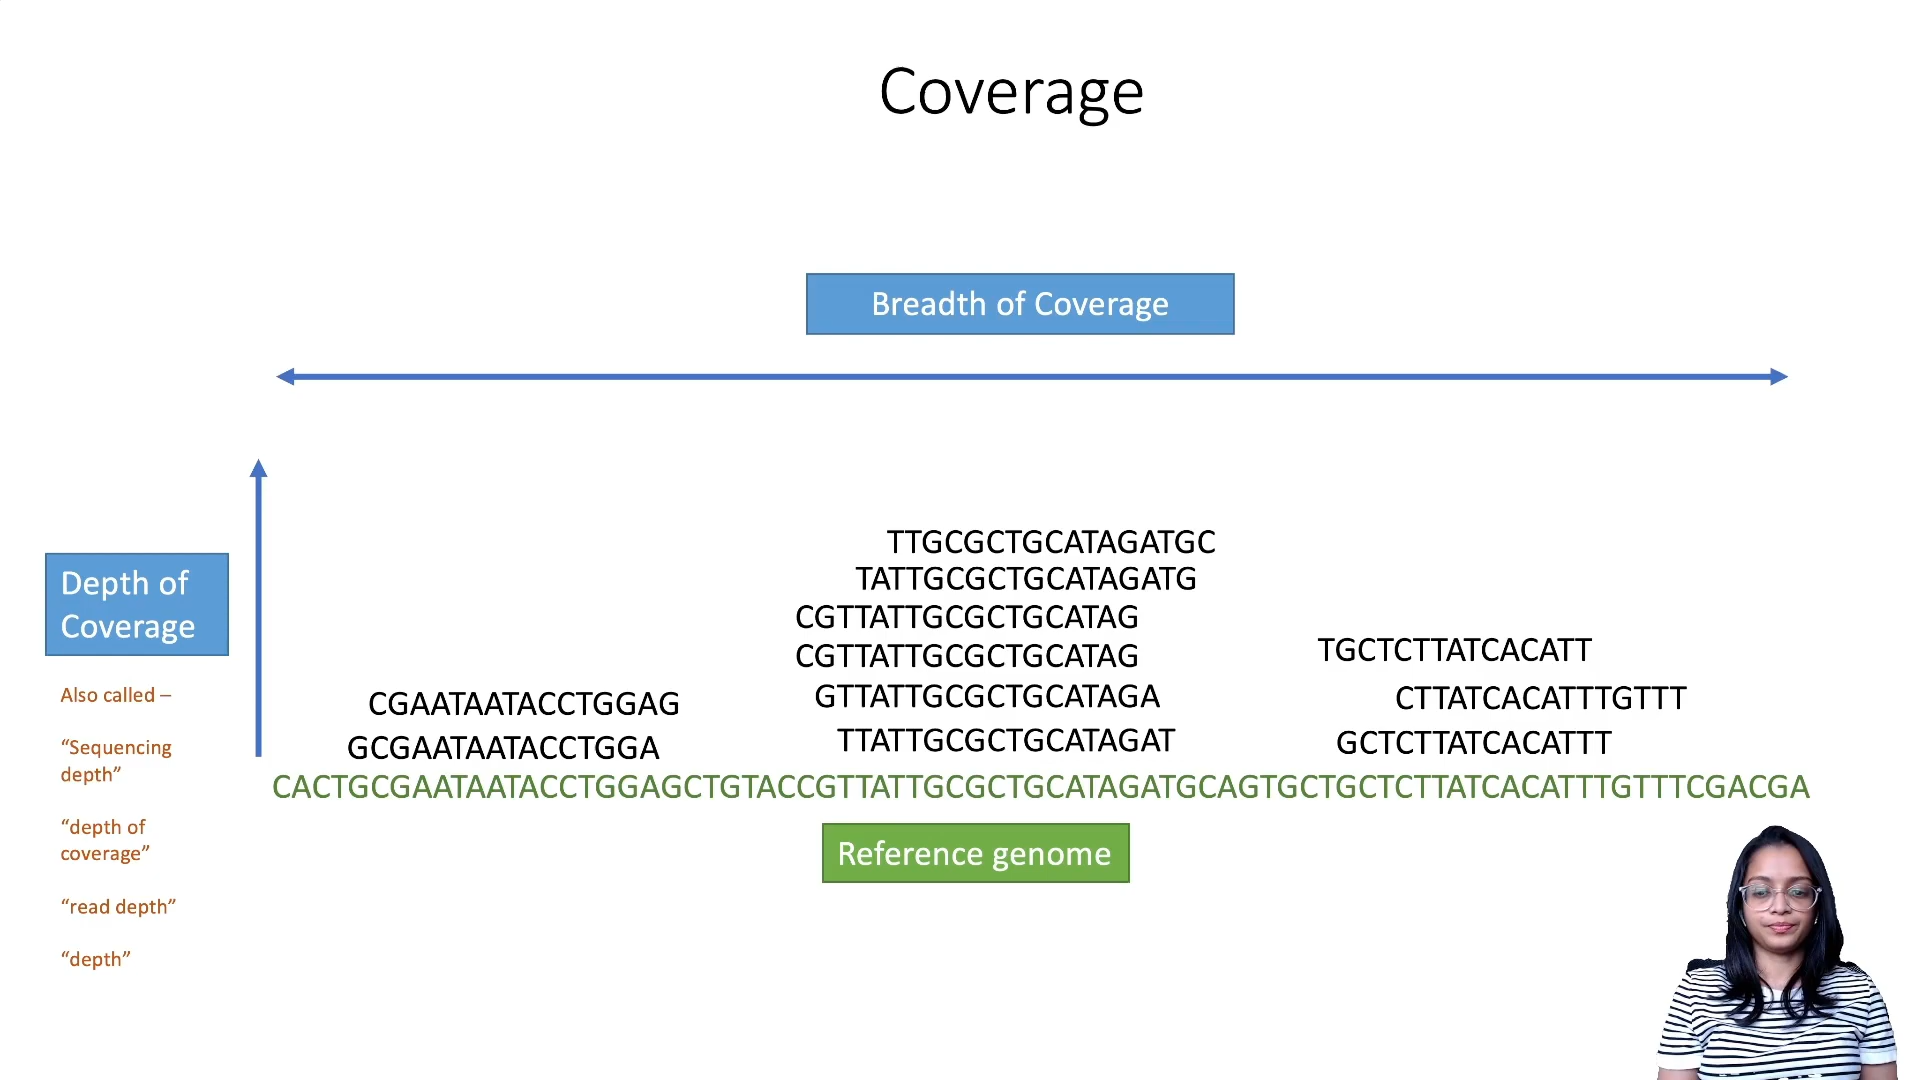 Coverage
Breadth of Coverage
Depth of
Coverage
Also called –
“Sequencing
depth”
“depth of
coverage”
“read depth”
“depth”
TTGCGCTGCATAGATGC
TATTGCGCTGCATAGATG
CGTTATTGCGCTGCATAG
CGTTATTGCGCTGCATAG
GTTATTGCGCTGCATAGA
TTATTGCGCTGCATAGAT
CGAATAATACCTGGAG
GCGAATAATACCTGGA
TGCTCTTATCACATT
CTTATCACATTTGTTT
GCTCTTATCACATTT
CACTGCGAATAATACCTGGAGCTGTACCGTTATTGCGCTGCATAGATGCAGTGCTGCTCTTATCACATTTGTTTCGACGA
Reference genome